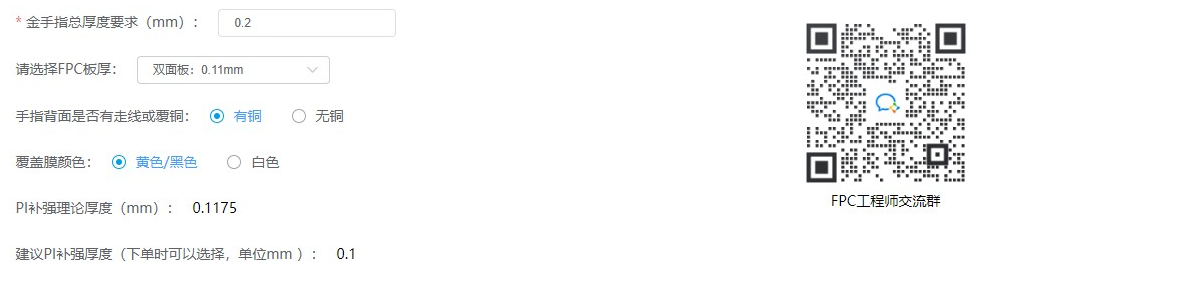 * 金手指总厚度要求（mm）： 0.2
请选择FPC板厚： 双面板：0.11mm
手指背面是否有走线或覆铜： 有铜 无铜
覆盖膜颜色： 黄色/黑色 白色
PI补强理论厚度（mm）： 0.1175
建议PI补强厚度（下单时可以选择，单位mm ）： 0.1
FPC工程师交流群